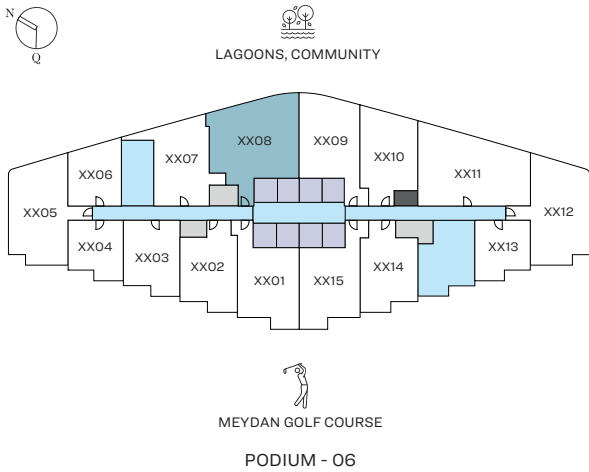 N
Q
LAGOONS, COMMUNITY
XX08
XX09
XX07
XX10
XX06
XX11
XX05
XX12
XX04
XX03
XX02
XX01
XX15
XX14
XX13
MEYDAN GOLF COURSE
PODIUM - 06